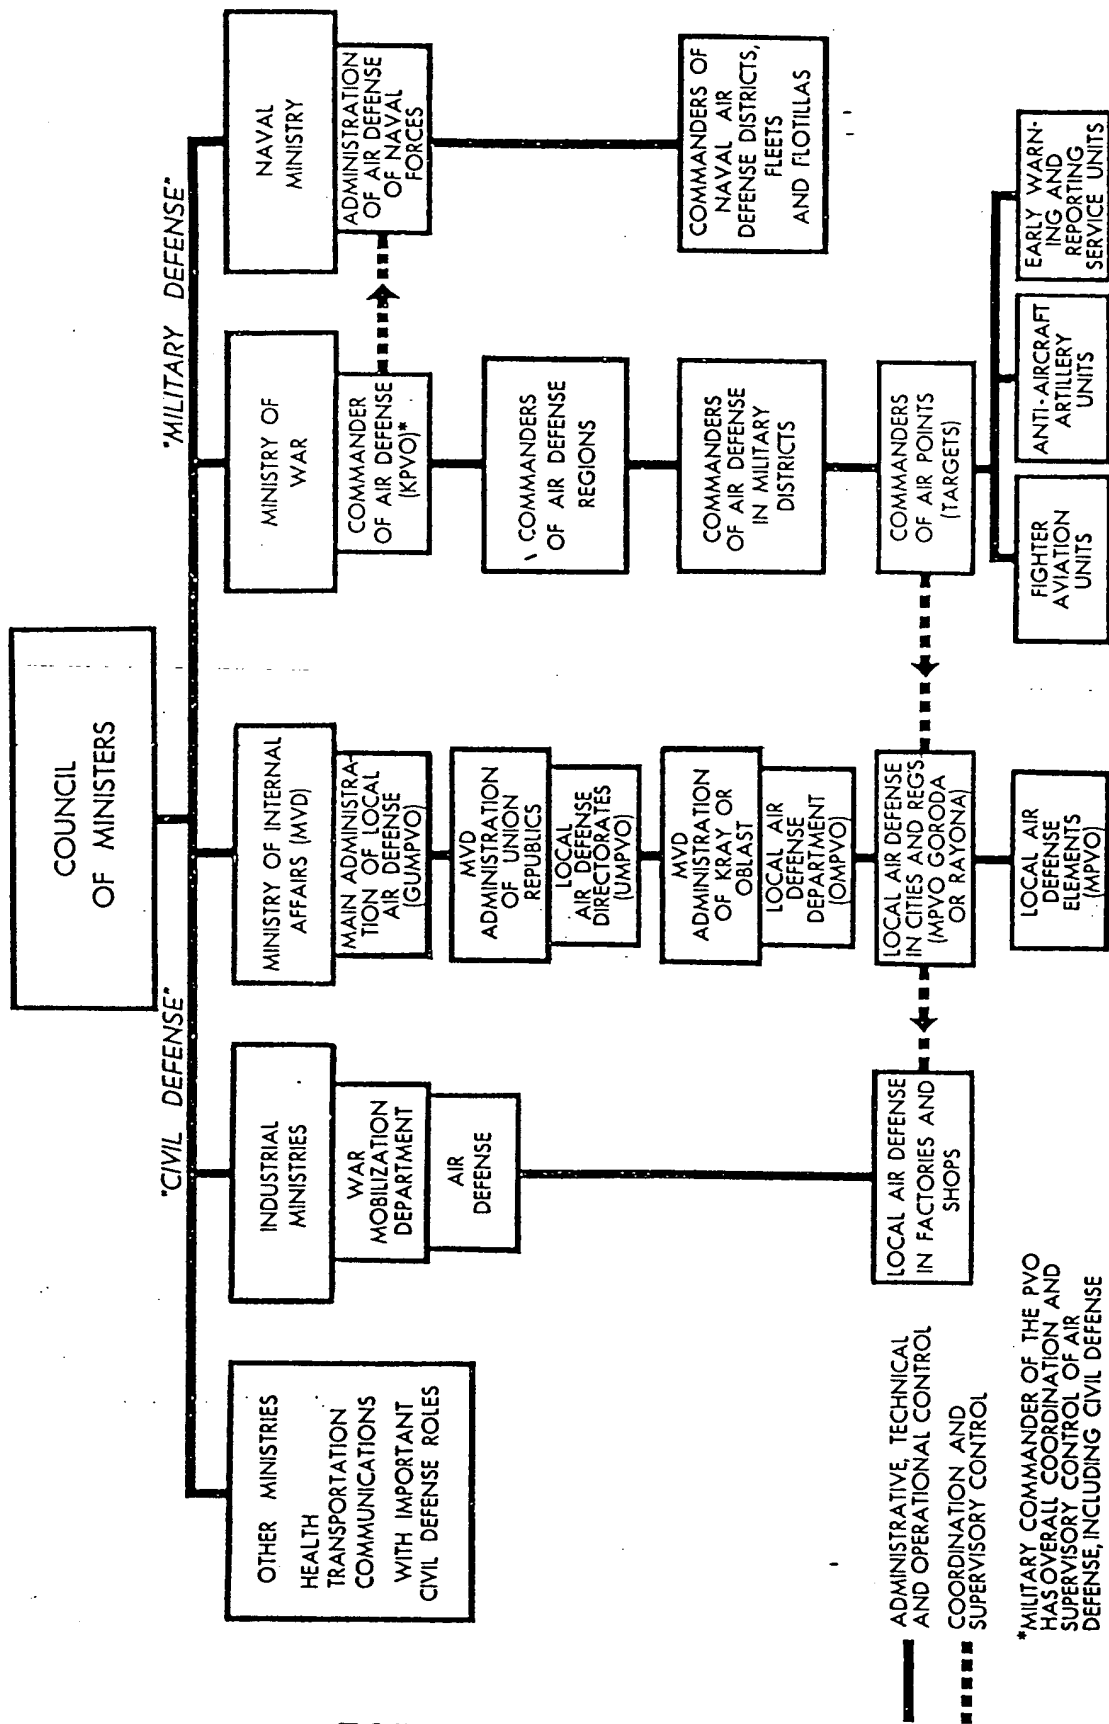 COUNCIL
OF MINISTERS
"CIVIL DEFENSE"
"MILITARY DEFENSE"
OTHER MINISTRIES
HEALTH
TRANSPORTATION
COMMUNICATIONS
WITH IMPORTANT
CIVIL DEFENSE ROLES
INDUSTRIAL
MINISTRIES
WAR
MOBILIZATION
DEPARTMENT
AIR
DEFENSE
LOCAL AIR DEFENSE
IN FACTORIES AND
SHOPS
MINISTRY OF INTERNAL
AFFAIRS (MVD)
MAIN ADMINISTRA-
TION OF LOCAL
AIR DEFENSE
(GUMPVO)
MVD
ADMINISTRATION
OF UNION
REPUBLICS
LOCAL
AIR DEFENSE
DIRECTORATES
(UMPVO)
MVD
ADMINISTRATION
OF KRAY OR
OBLAST
LOCAL AIR
DEFENSE
DEPARTMENT
(OMPVO)
LOCAL AIR DEFENSE
IN CITIES AND REG'S.
(MPVO GORODA
OR RAYONA)
LOCAL AIR
DEFENSE
ELEMENTS
(MPVO)
MINISTRY OF
WAR
COMMANDER
OF AIR DEFENSE
(KPVO)*
COMMANDERS
OF AIR DEFENSE
REGIONS
COMMANDERS
OF AIR DEFENSE
IN MILITARY
DISTRICTS
COMMANDERS
OF AIR POINTS
(TARGETS)
FIGHTER
AVIATION
UNITS
ANTI-AIRCRAFT
ARTILLERY
UNITS
EARLY WARN-
ING AND
REPORTING
SERVICE UNITS
NAVAL
MINISTRY
ADMINISTRATION
OF AIR DEFENSE
OF NAVAL
FORCES
COMMANDERS OF
NAVAL AIR
DEFENSE DISTRICTS,
FLEETS
AND FLOTILLAS
ADMINISTRATIVE, TECHNICAL
AND OPERATIONAL CONTROL
COORDINATION AND
SUPERVISORY CONTROL
*MILITARY COMMANDER OF THE PVO
HAS OVERALL COORDINATION AND
SUPERVISORY CONTROL OF AIR
DEFENSE, INCLUDING CIVIL DEFENSE